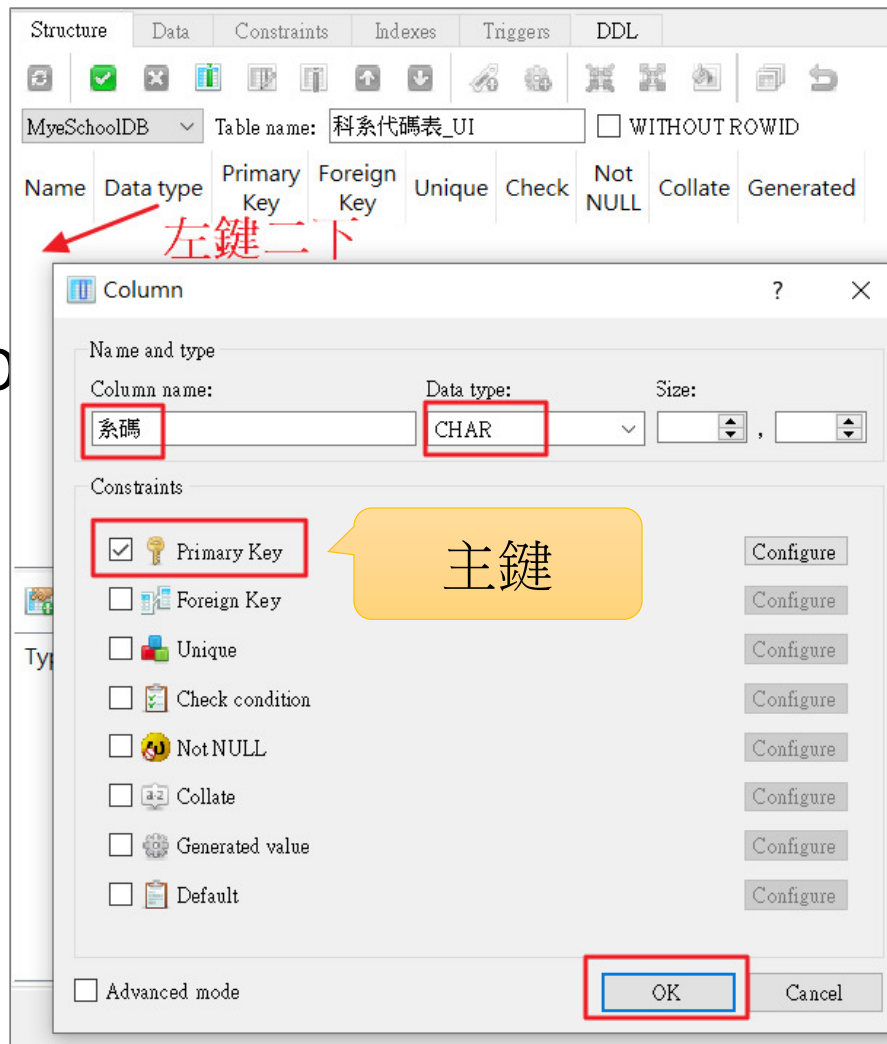 Structure Data Constraints Indexes Triggers DDL
MyeSchoolDB Table name: 科系代碼表_UI WITHOUT ROWID
Name Data type Primary Key Foreign Key Unique Check Not NULL Collate Generated
左鍵二下
Column ? 
Name and type
Column name: Data type: Size:
系碼 CHAR ,
Constraints
Primary Key Configure
主鍵
Foreign Key Configure
Unique Configure
Check condition Configure
Not NULL Configure
Collate Configure
Generated value Configure
Default Configure
Advanced mode OK Cancel